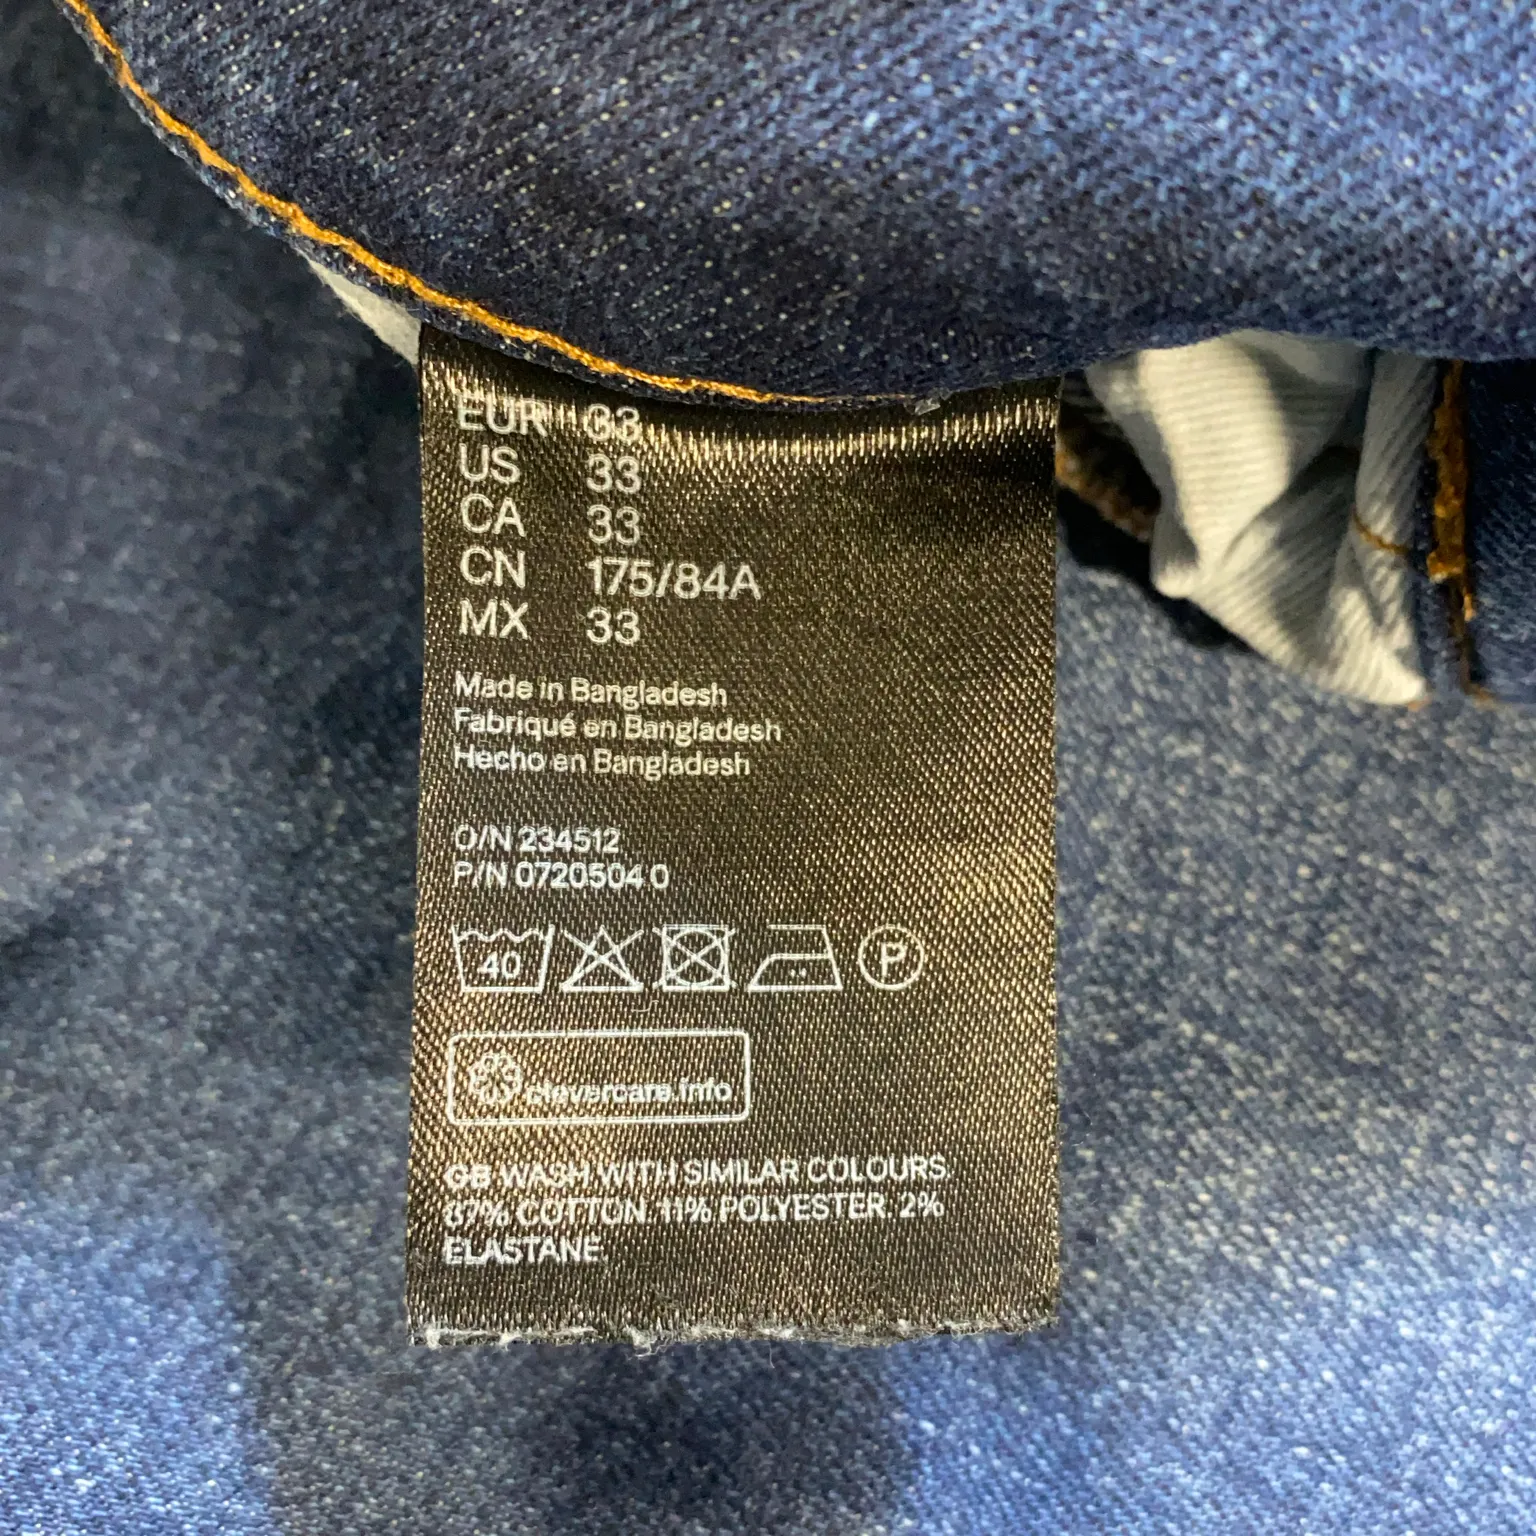 EUR 33
US 33
CA 33
CN 175/84A
MX 33
Made in Bangladesh
Fabriqué en Bangladesh
Hecho en Bangladesh
O/N 234512
P/N 0720504 0
40
P
clevercare.info
GB WASH WITH SIMILAR COLOURS.
87% COTTON. 11% POLYESTER. 2%
ELASTANE.